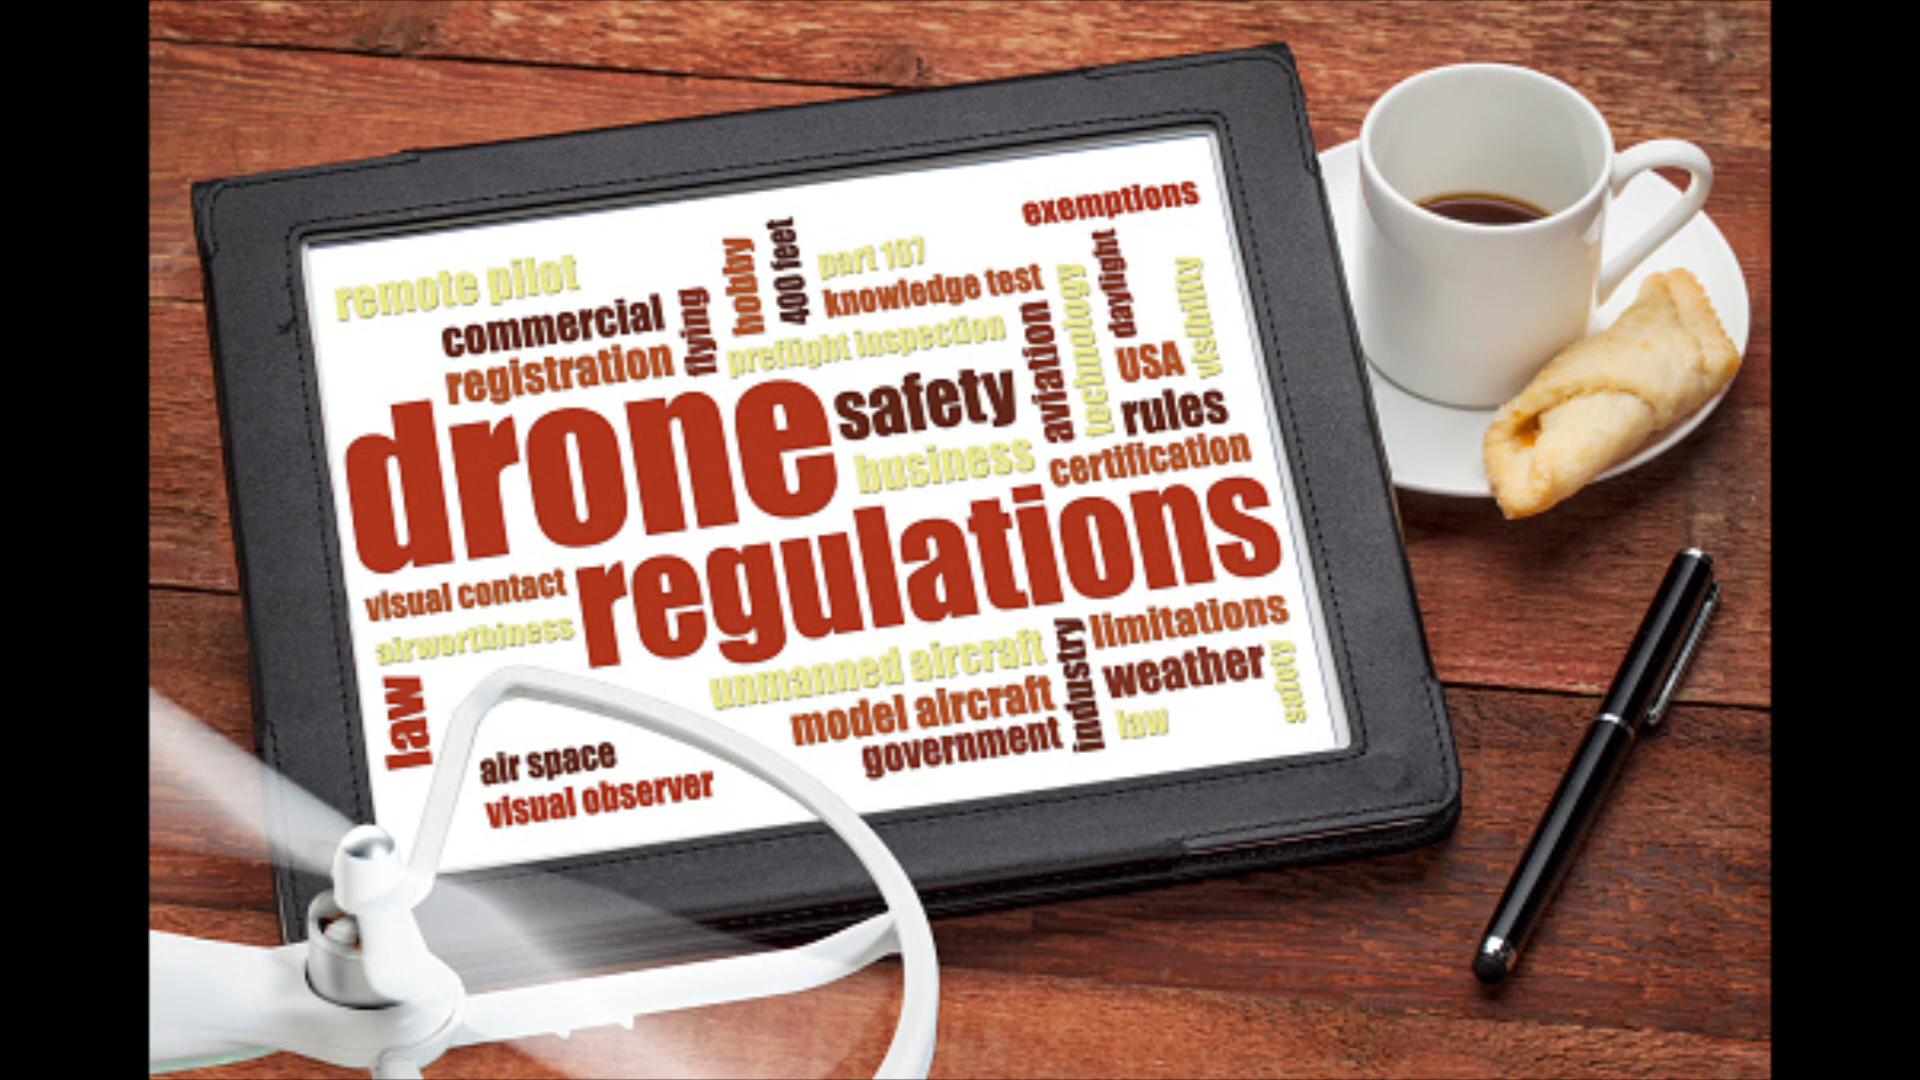 exemptions
remote pilot
hobby
400 feet
part 107
commercial
flying
knowledge test
technology
daylight
visibility
registration
preflight inspection
aviation
USA
drone
safety
rules
business
certification
regulations
visual contact
airworthiness
limitations
unmanned aircraft
industry
weather
safety
law
model aircraft
law
government
air space
visual observer